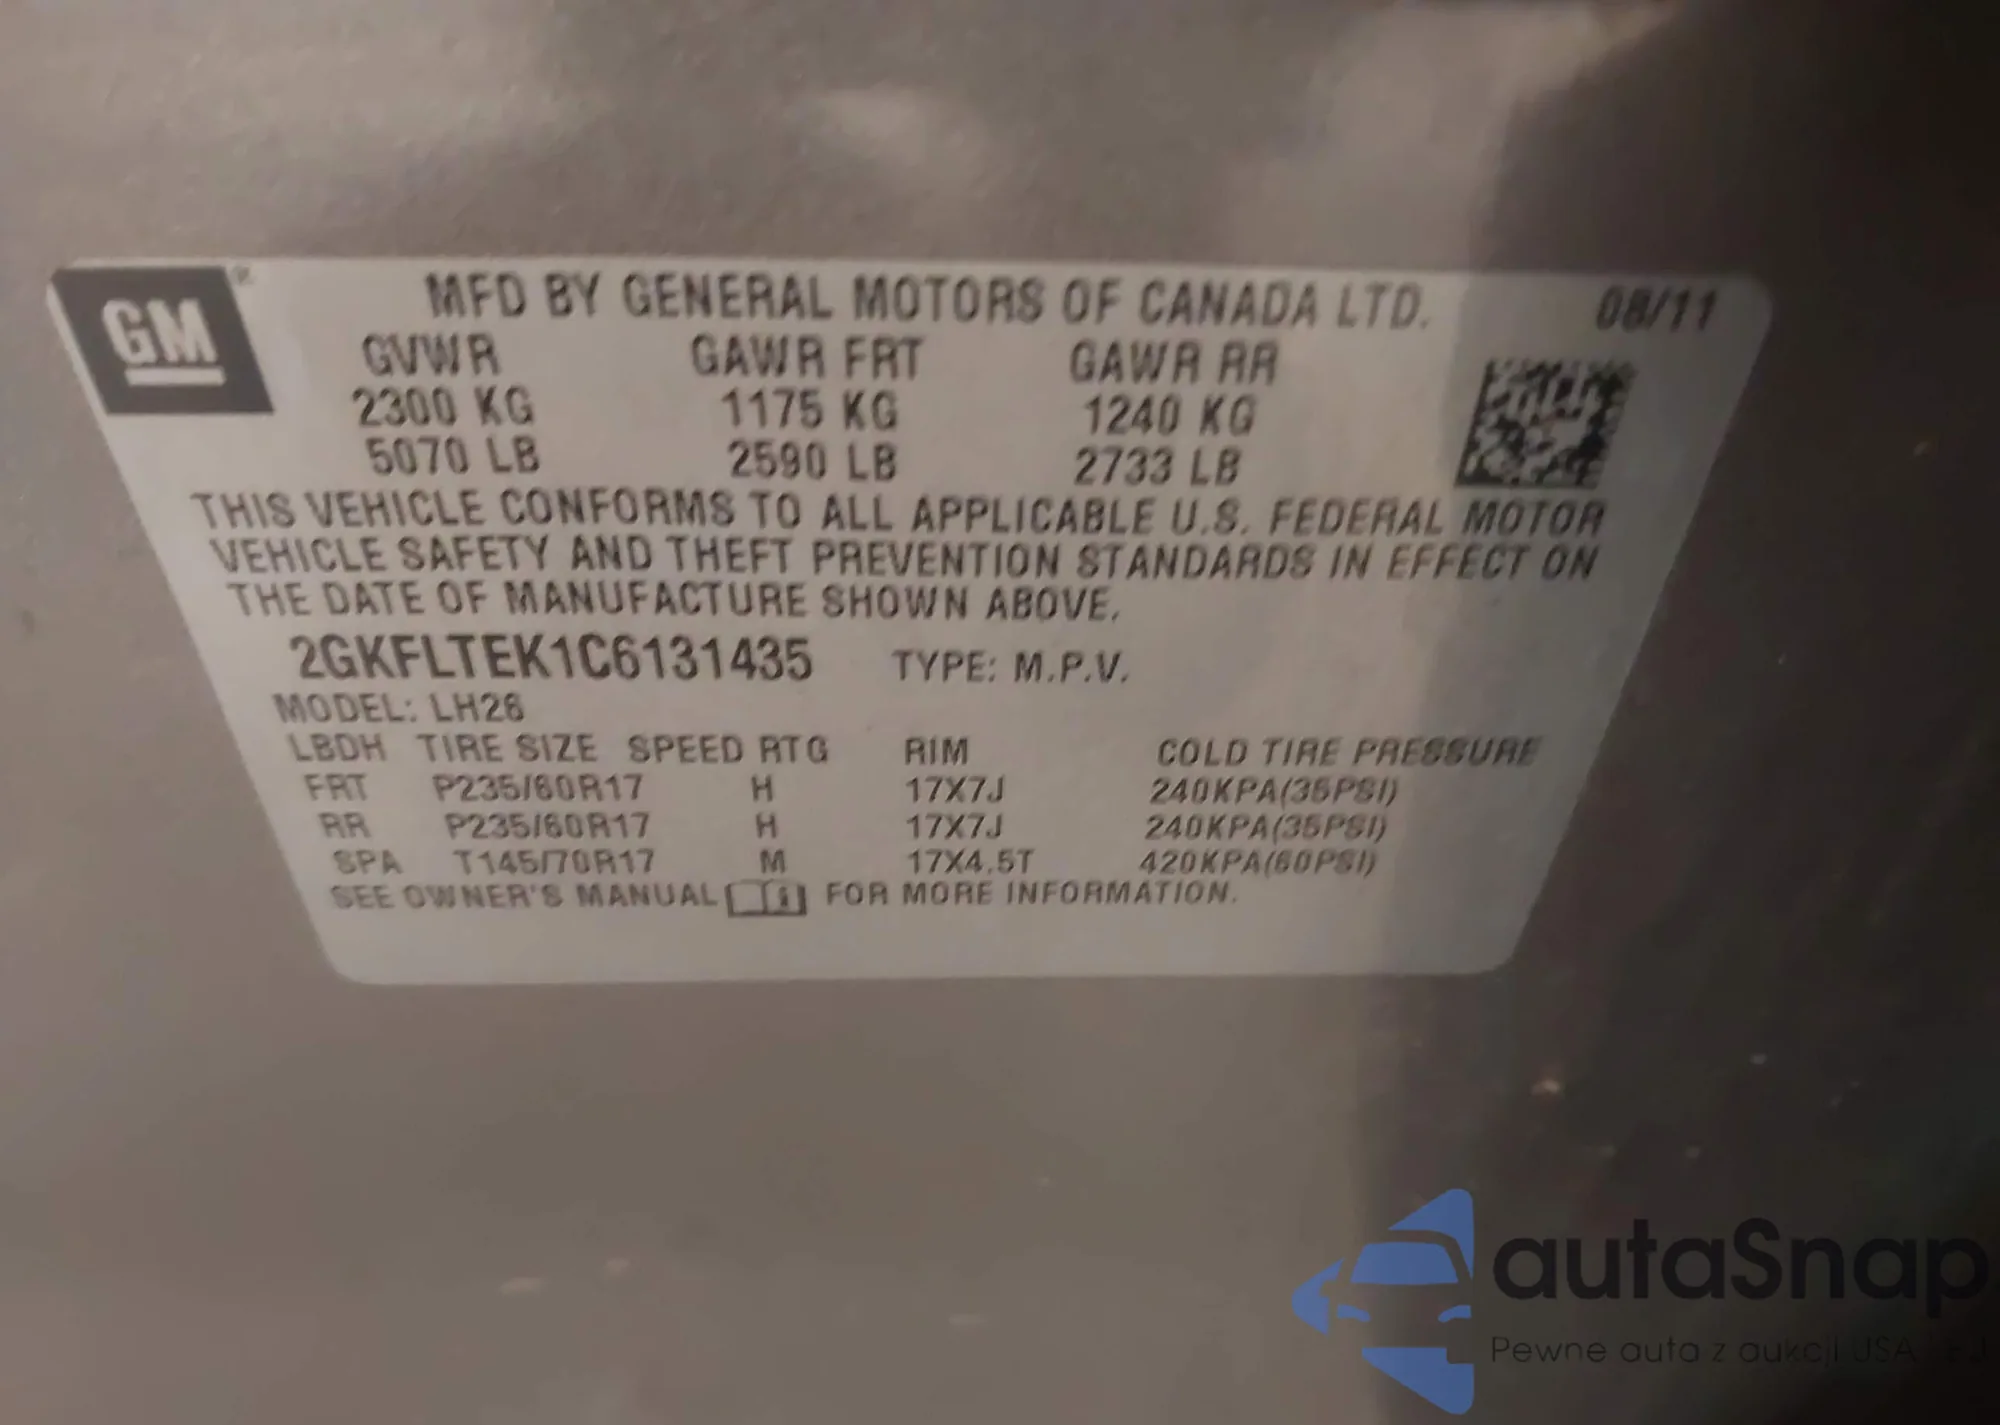 GM ® MFD BY GENERAL MOTORS OF CANADA LTD. 08/11
GVWR GAWR FRT GAWR RR
2300 KG 1175 KG 1240 KG
5070 LB 2590 LB 2733 LB
THIS VEHICLE CONFORMS TO ALL APPLICABLE U.S. FEDERAL MOTOR
VEHICLE SAFETY AND THEFT PREVENTION STANDARDS IN EFFECT ON
THE DATE OF MANUFACTURE SHOWN ABOVE.
2GKFLTEK1C6131435 TYPE: M.P.V.
MODEL: LH26
LBDH TIRE SIZE SPEED RTG RIM COLD TIRE PRESSURE
FRT P235/60R17 H 17X7J 240KPA(35PSI)
RR P235/60R17 H 17X7J 240KPA(35PSI)
SPA T145/70R17 M 17X4.5T 420KPA(60PSI)
SEE OWNER'S MANUAL FOR MORE INFORMATION.
autaSnap
Pewne auta z aukcji USA